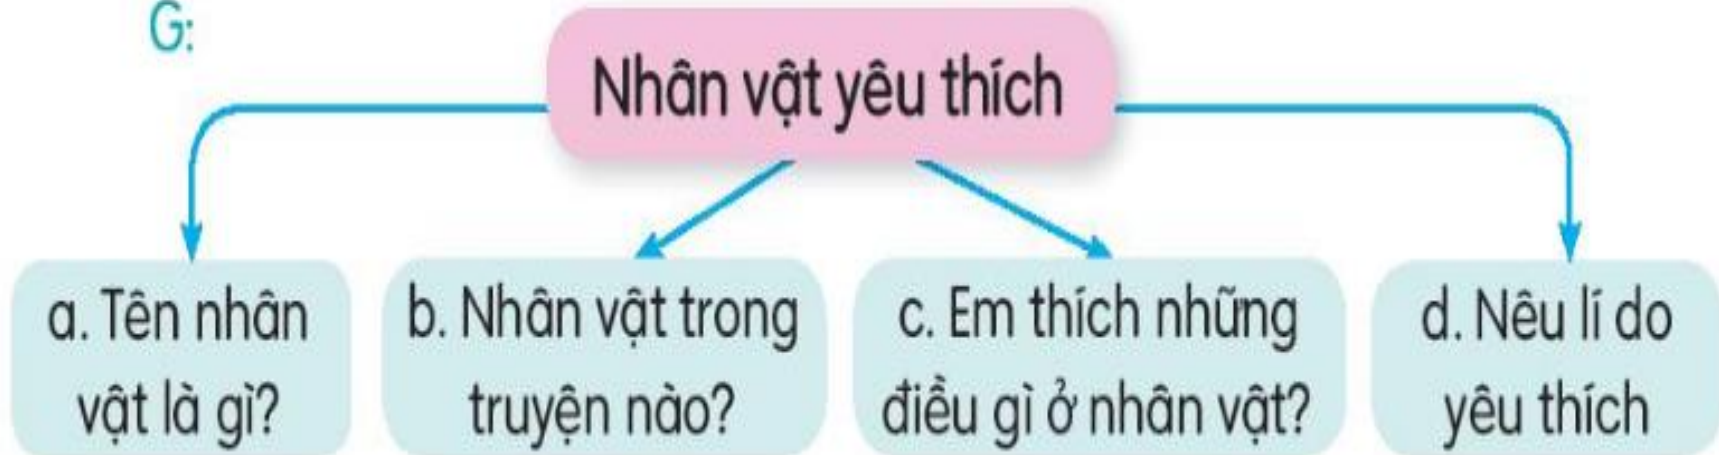 G:
Nhân vật yêu thích
a. Tên nhân
vật là gì?
b. Nhân vật trong
truyện nào?
c. Em thích những
điều gì ở nhân vật?
d. Nêu lí do
yêu thích